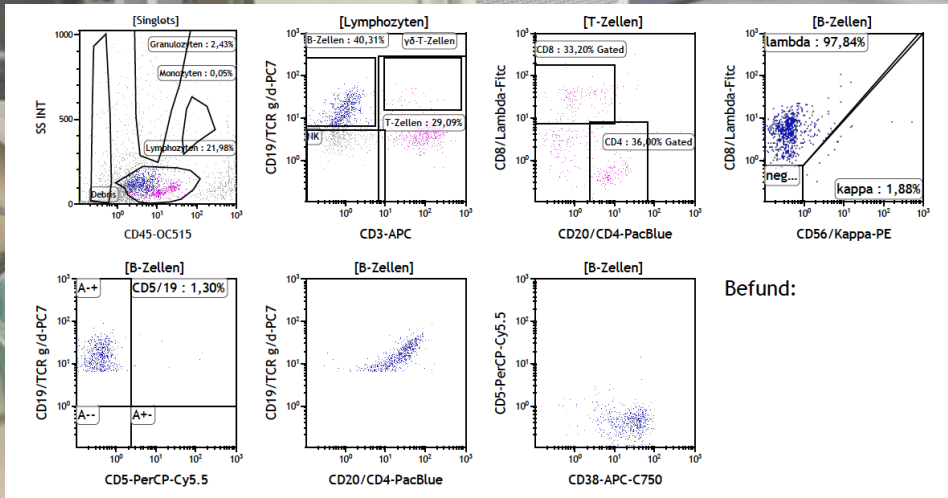 [Singlots]
Granulozyten : 2,43%
Monozyten : 0,05%
Lymphozyten : 21,98%
Debris
SS INT
1000
500
0
10⁰ 10¹ 10² 10³
CD45-OC515
[Lymphozyten]
B-Zellen : 40,31%
γδ-T-Zellen
T-Zellen : 29,09%
NK
CD19/TCR g/d-PC7
10³
10²
10¹
10⁰
10⁰ 10¹ 10² 10³
CD3-APC
[T-Zellen]
CD8 : 33,20% Gated
CD4 : 36,00% Gated
CD8/Lambda-Fitc
10³
10²
10¹
10⁰
10⁰ 10¹ 10² 10³
CD20/CD4-PacBlue
[B-Zellen]
lambda : 97,84%
neg...
kappa : 1,88%
CD8/Lambda-Fitc
10³
10²
10¹
10⁰
10⁰ 10¹ 10² 10³
CD56/Kappa-PE
[B-Zellen]
A-+
CD5/19 : 1,30%
A--
A+-
CD19/TCR g/d-PC7
10³
10²
10¹
10⁰
10⁰ 10¹ 10² 10³
CD5-PerCP-Cy5.5
[B-Zellen]
CD19/TCR g/d-PC7
10³
10²
10¹
10⁰
10⁰ 10¹ 10² 10³
CD20/CD4-PacBlue
[B-Zellen]
CD5-PerCP-Cy5.5
10³
10²
10¹
10⁰
10⁰ 10¹ 10² 10³
CD38-APC-C750
Befund: